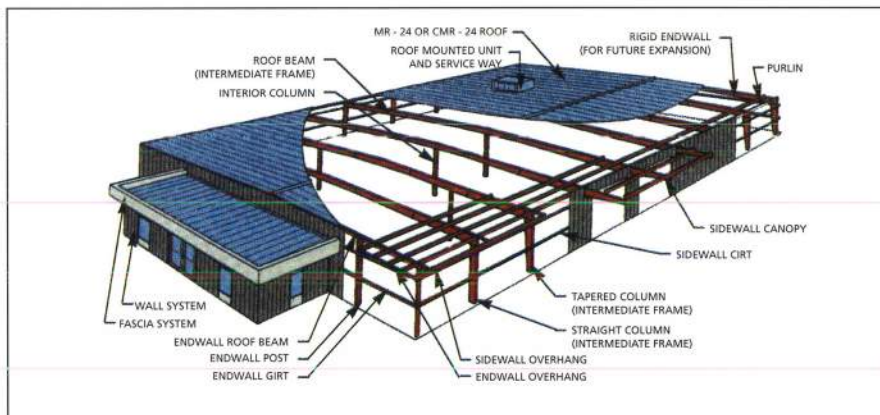 MR - 24 OR CMR - 24 ROOF
ROOF MOUNTED UNIT
AND SERVICE WAY
RIGID ENDWALL
(FOR FUTURE EXPANSION)
PURLIN
ROOF BEAM
(INTERMEDIATE FRAME)
INTERIOR COLUMN
SIDEWALL CANOPY
SIDEWALL CIRT
TAPERED COLUMN
(INTERMEDIATE FRAME)
STRAIGHT COLUMN
(INTERMEDIATE FRAME)
WALL SYSTEM
FASCIA SYSTEM
ENDWALL ROOF BEAM
ENDWALL POST
ENDWALL GIRT
SIDEWALL OVERHANG
ENDWALL OVERHANG